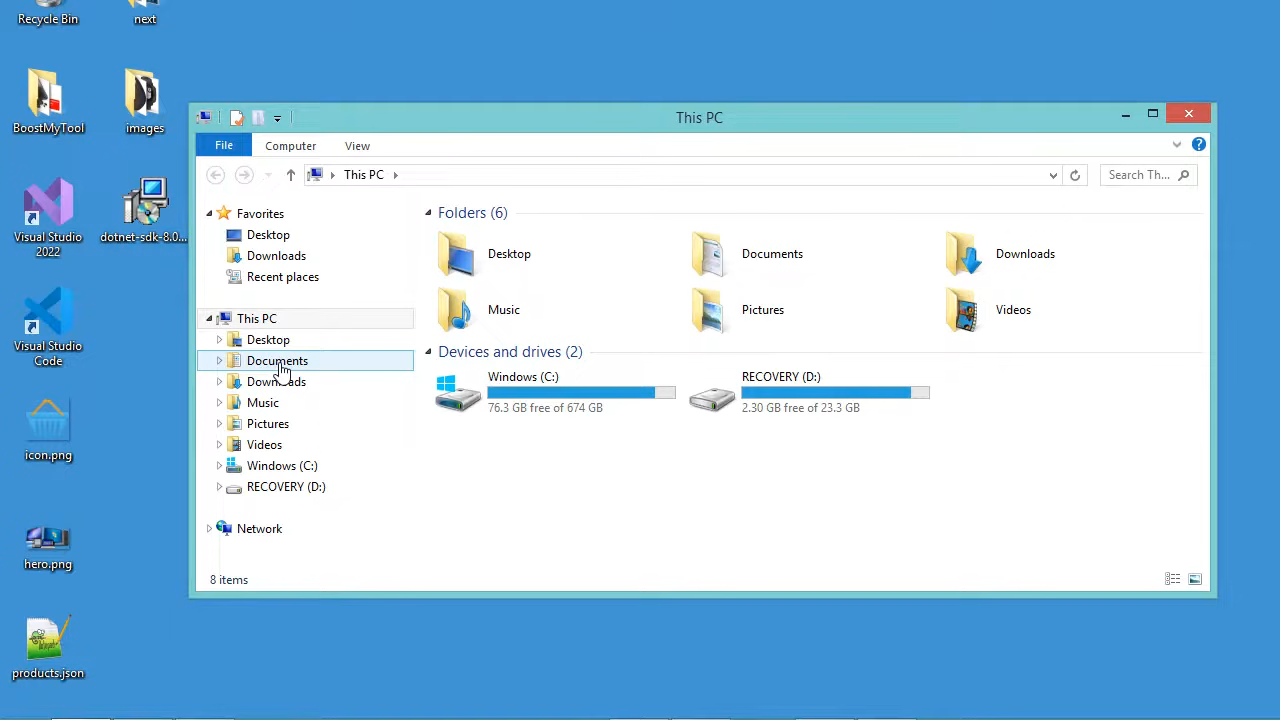 Recycle Bin
next
BoostMyTool
images
Visual Studio
2022
dotnet-sdk-8.0...
Visual Studio
Code
icon.png
hero.png
products.json
This PC
File
Computer
View
This PC
Search Th...
Favorites
Desktop
Downloads
Recent places
This PC
Desktop
Documents
Downloads
Music
Pictures
Videos
Windows (C:)
RECOVERY (D:)
Network
Folders (6)
Desktop
Documents
Downloads
Music
Pictures
Videos
Devices and drives (2)
Windows (C:)
76.3 GB free of 674 GB
RECOVERY (D:)
2.30 GB free of 23.3 GB
8 items